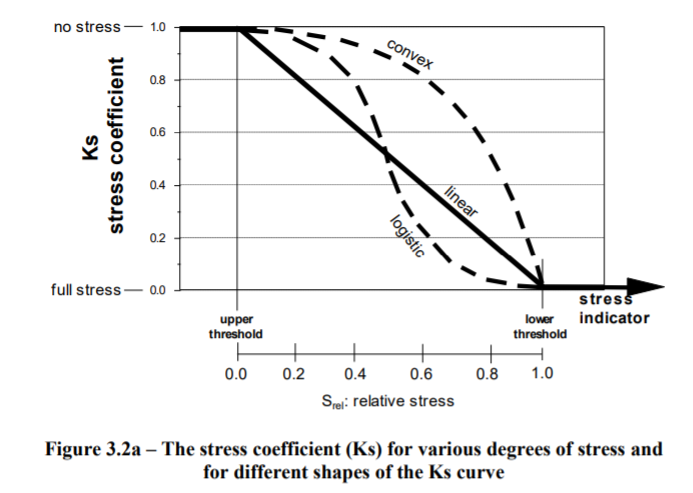 no stress
1.0
convex
0.8
Ks
stress coefficient
0.6
0.4
linear
logistic
0.2
full stress
0.0
stress
indicator
upper
threshold
lower
threshold
0.0 0.2 0.4 0.6 0.8 1.0
Srel: relative stress
Figure 3.2a – The stress coefficient (Ks) for various degrees of stress and
for different shapes of the Ks curve